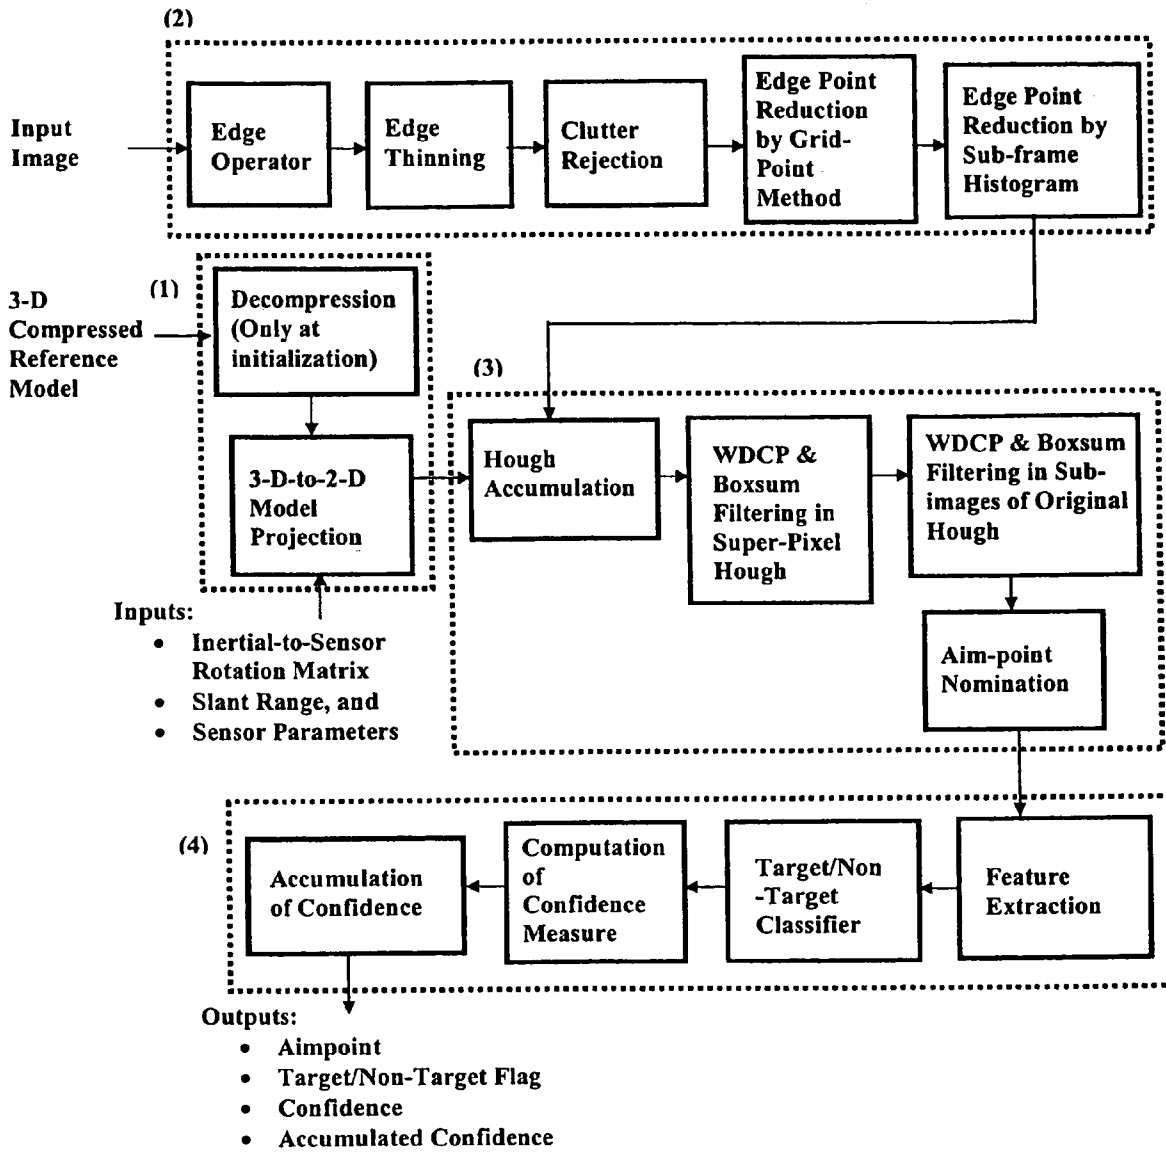 (2)
Input
Image
Edge
Operator
Edge
Thinning
Clutter
Rejection
Edge Point
Reduction
by Grid-
Point
Method
Edge Point
Reduction by
Sub-frame
Histogram
(1)
3-D
Compressed
Reference
Model
Decompression
(Only at
initialization)
3-D-to-2-D
Model
Projection
Inputs:
• Inertial-to-Sensor
Rotation Matrix
• Slant Range, and
• Sensor Parameters
(3)
Hough
Accumulation
WDCP &
Boxsum
Filtering in
Super-Pixel
Hough
WDCP & Boxsum
Filtering in Sub-
images of Original
Hough
Aim-point
Nomination
(4)
Accumulation
of Confidence
Computation
of
Confidence
Measure
Target/Non
-Target
Classifier
Feature
Extraction
Outputs:
• Aimpoint
• Target/Non-Target Flag
• Confidence
• Accumulated Confidence